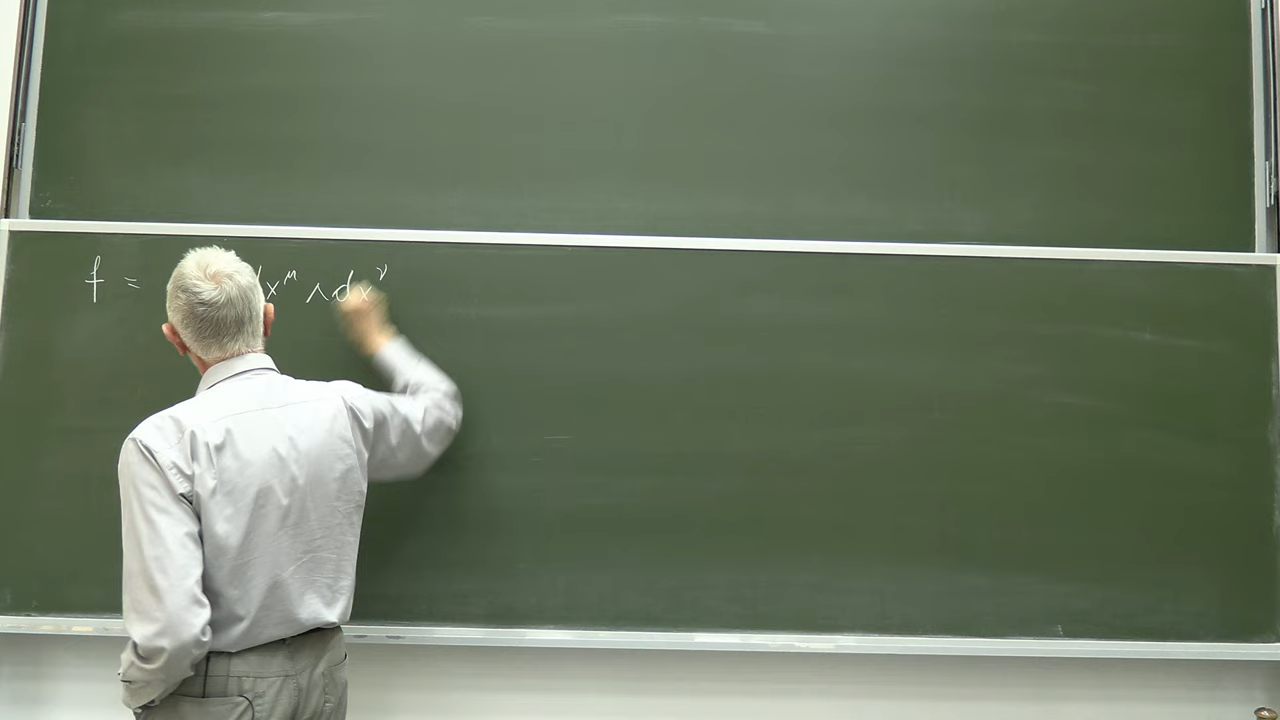 f = dx^μ ∧ dx^ν